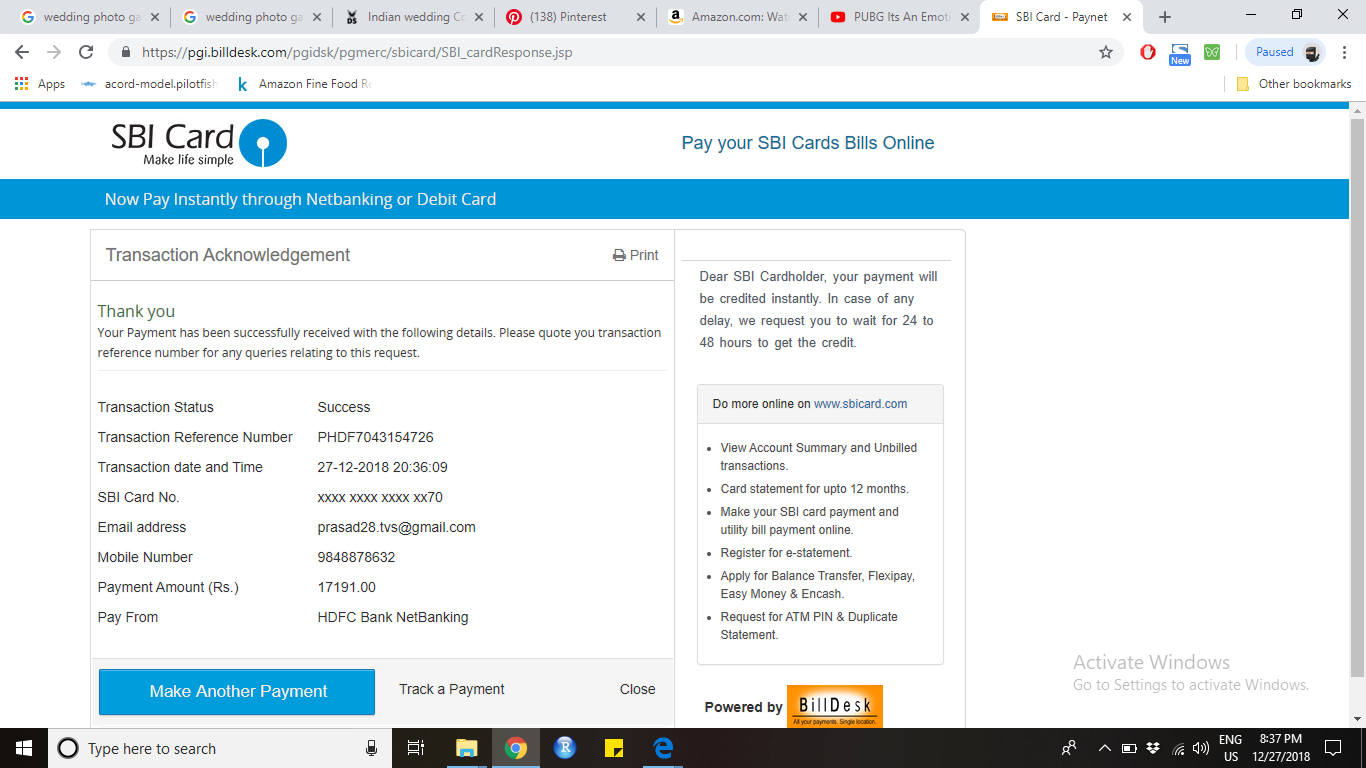 wedding photo ga
wedding photo ga
Indian wedding Co
(138) Pinterest
Amazon.com: Wat
PUBG Its An Emoti
SBI Card - Paynet
https://pgi.billdesk.com/pgidsk/pgmerc/sbicard/SBI_cardResponse.jsp
New
Paused
Apps
acord-model.pilotfish
Amazon Fine Food Re
Other bookmarks
SBI Card
Make life simple
Pay your SBI Cards Bills Online
Now Pay Instantly through Netbanking or Debit Card
Transaction Acknowledgement
Print
Thank you
Your Payment has been successfully received with the following details. Please quote you transaction
reference number for any queries relating to this request.
Transaction Status Success
Transaction Reference Number PHDF7043154726
Transaction date and Time 27-12-2018 20:36:09
SBI Card No. xxxx xxxx xxxx xx70
Email address prasad28.tvs@gmail.com
Mobile Number 9848878632
Payment Amount (Rs.) 17191.00
Pay From HDFC Bank NetBanking
Make Another Payment
Track a Payment
Close
Dear SBI Cardholder, your payment will
be credited instantly. In case of any
delay, we request you to wait for 24 to
48 hours to get the credit.
Do more online on www.sbicard.com
View Account Summary and Unbilled
transactions.
Card statement for upto 12 months.
Make your SBI card payment and
utility bill payment online.
Register for e-statement.
Apply for Balance Transfer, Flexipay,
Easy Money & Encash.
Request for ATM PIN & Duplicate
Statement.
Powered by
BillDesk
All your payments. Single location.
Activate Windows
Go to Settings to activate Windows.
Type here to search
ENG
US
8:37 PM
12/27/2018